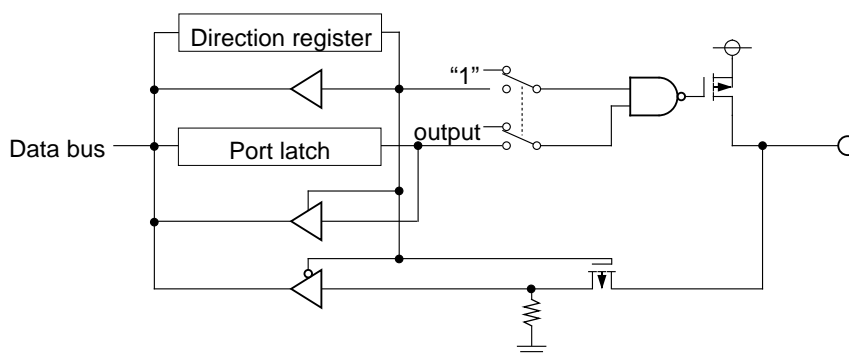 Direction register
“1”
output
Data bus
Port latch